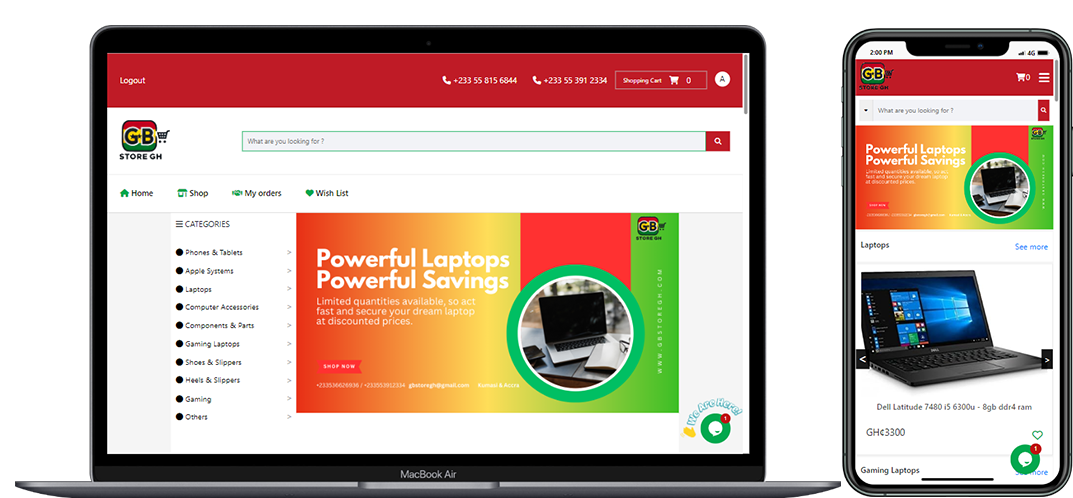 Logout
+233 55 815 6844
+233 55 391 2334
Shopping Cart 0
A
GB
STORE GH
What are you looking for ?
Home
Shop
My orders
Wish List
CATEGORIES
Phones & Tablets >
Apple Systems >
Laptops >
Computer Accessories >
Components & Parts >
Gaming Laptops >
Shoes & Slippers >
Heels & Slippers >
Gaming >
Others >
GB
STORE GH
Powerful Laptops
Powerful Savings
Limited quantities available, so act
fast and secure your dream laptop
at discounted prices.
SHOP NOW
+233536626936 / +233553912334 gbstoregh@gmail.com Kumasi & Accra
WWW.GBSTOREGH.COM
We Are Here!
1
MacBook Air
2:00 PM
4G
GB
STORE GH
0
What are you looking for ?
GB
Powerful Laptops
Powerful Savings
Limited quantities available, so act
fast and secure your dream laptop
at discounted prices.
SHOP NOW
WWW.GBSTOREGH.COM
Laptops
See more
DELL
<
>
Dell Latitude 7480 i5 6300u - 8gb ddr4 ram
GH¢3300
1
Gaming Laptops
See more